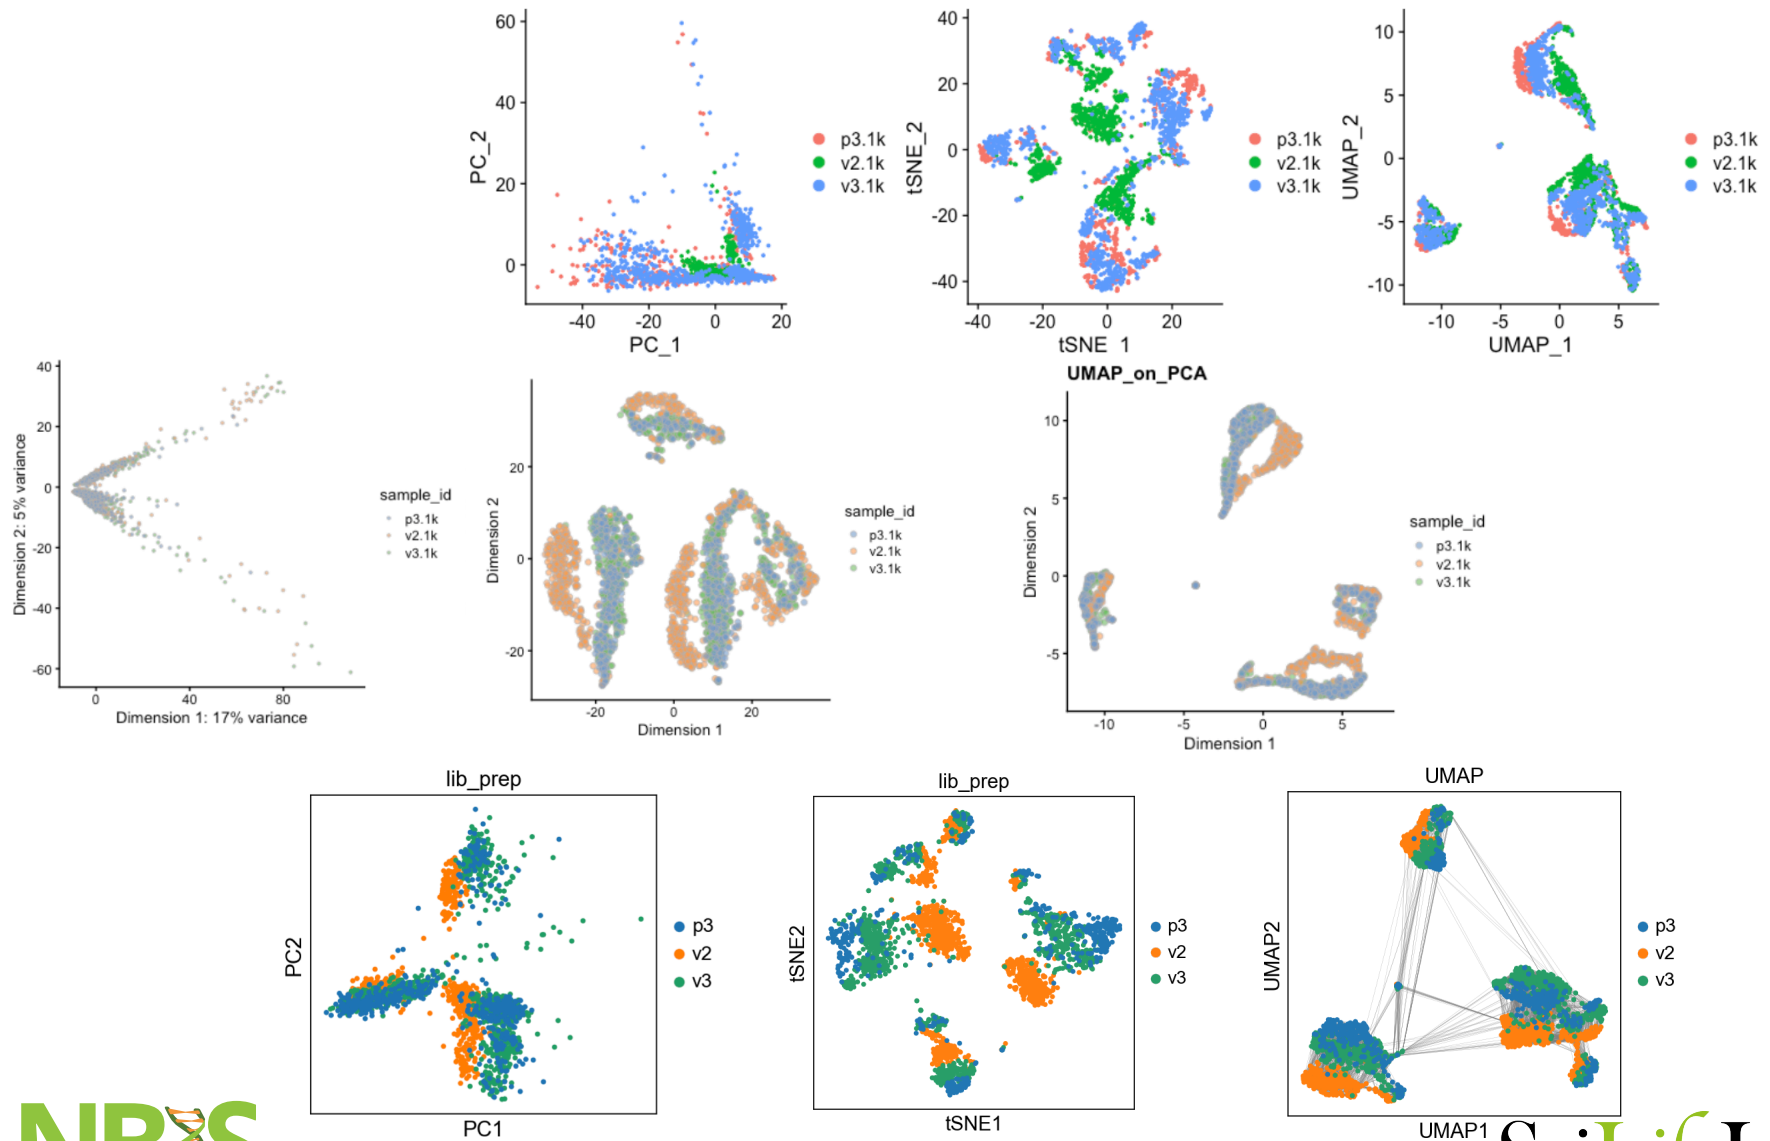 60
40
20
0
-40
-20
0
20
PC_2
PC_1
p3.1k
v2.1k
v3.1k
40
20
0
-20
-40
-40
-20
0
20
tSNE_2
tSNE 1
p3.1k
v2.1k
v3.1k
10
5
0
-5
-10
-10
-5
0
5
UMAP_2
UMAP_1
p3.1k
v2.1k
v3.1k
40
20
0
-20
-40
-60
0
40
80
Dimension 2: 5% variance
Dimension 1: 17% variance
sample_id
p3.1k
v2.1k
v3.1k
20
0
-20
-20
0
20
Dimension 2
Dimension 1
sample_id
p3.1k
v2.1k
v3.1k
UMAP_on_PCA
10
5
0
-5
-10
-5
0
5
Dimension 2
Dimension 1
sample_id
p3.1k
v2.1k
v3.1k
lib_prep
PC2
PC1
p3
v2
v3
lib_prep
tSNE2
tSNE1
p3
v2
v3
UMAP
UMAP2
UMAP1
p3
v2
v3